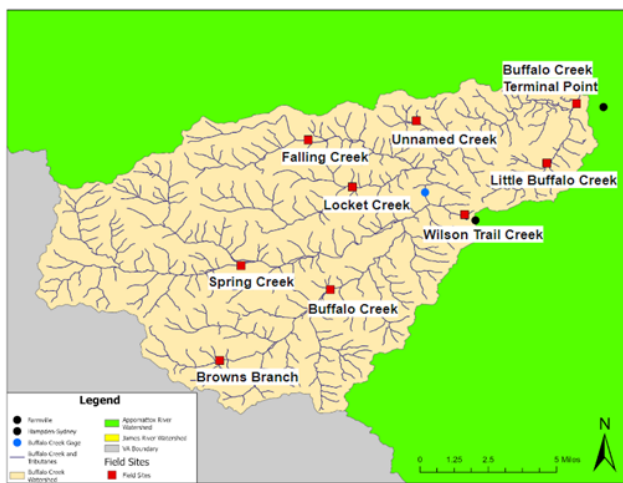 Buffalo Creek
Terminal Point
Unnamed Creek
Falling Creek
Little Buffalo Creek
Locket Creek
Wilson Trail Creek
Spring Creek
Buffalo Creek
Browns Branch
Legend
Farmville
Hampden-Sydney
Buffalo Creek Gage
Buffalo Creek and
Tributaries
Buffalo Creek
Watershed
Appomattox River
Watershed
James River Watershed
VA Boundary
Field Sites
Field Sites
N
0 1.25 2.5 5 Miles